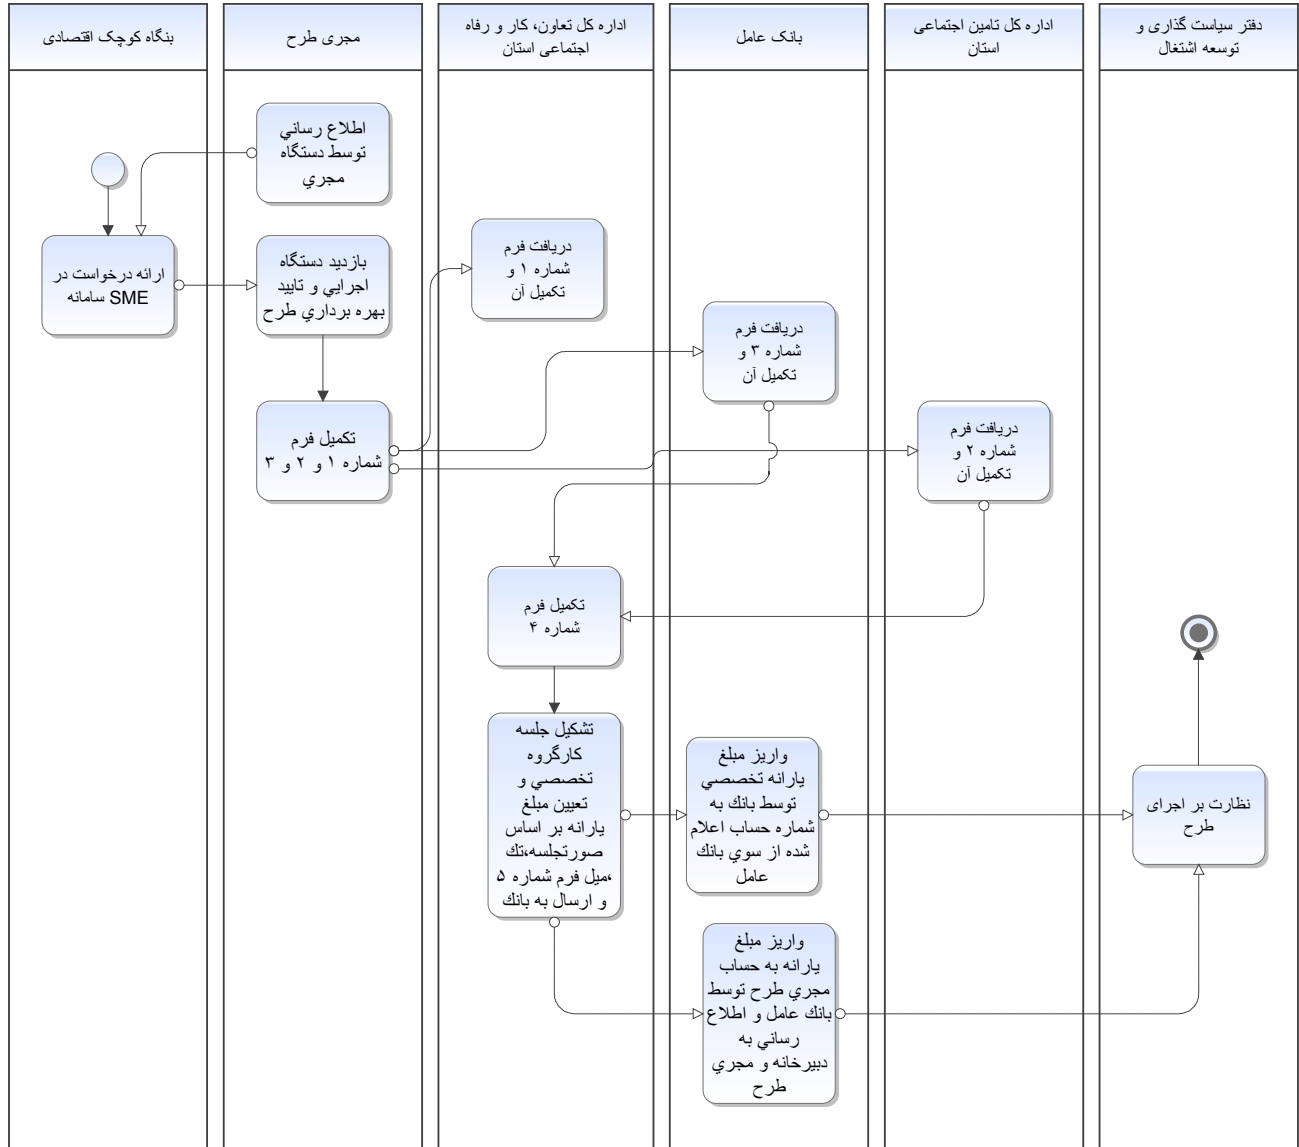 دفتر سیاست گذاری و
توسعه اشتغال
اداره کل تامین اجتماعی
استان
بانک عامل
اداره کل تعاون، کار و رفاه
اجتماعی استان
مجری طرح
بنگاه کوچک اقتصادی
اطلاع رساني
توسط دستگاه
مجري
ارائه درخواست در
سامانه SME
بازديد دستگاه
اجرايي و تاييد
بهره برداري طرح
دریافت فرم
شماره ۱ و
تکمیل آن
دریافت فرم
شماره ۳ و
تکمیل آن
تکمیل فرم
شماره ۱ و ۲ و ۳
دریافت فرم
شماره ۲ و
تکمیل آن
تکمیل فرم
شماره ۴
تشكيل جلسه
كارگروه
تخصصي و
تعيين مبلغ
يارانه بر اساس
صورتجلسه،تك
ميل فرم شماره ۵،
و ارسال به بانك
واريز مبلغ
يارانه تخصصي
توسط بانك به
شماره حساب اعلام
شده از سوي بانك
عامل
نظارت بر اجرای
طرح
واريز مبلغ
يارانه به حساب
مجري طرح توسط
بانك عامل و اطلاع
رساني به
دبيرخانه و مجري
طرح